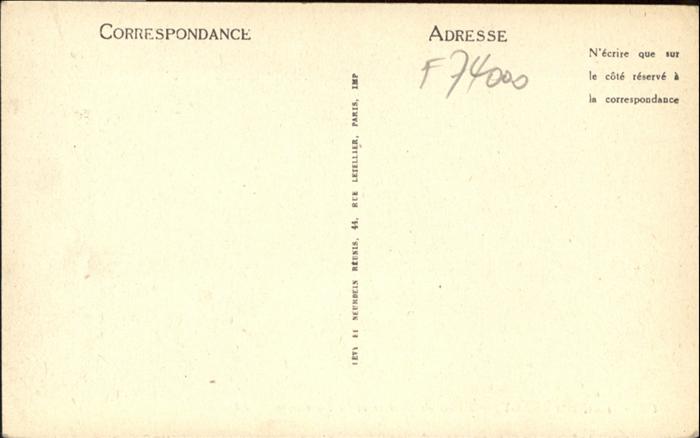 CORRESPONDANCE
ADRESSE
N'écrire que sur
le côté réservé à
la correspondance
F 74000
LEVY ET NEURDEIN RÉUNIS, 44, RUE LETELLIER, PARIS, IMP